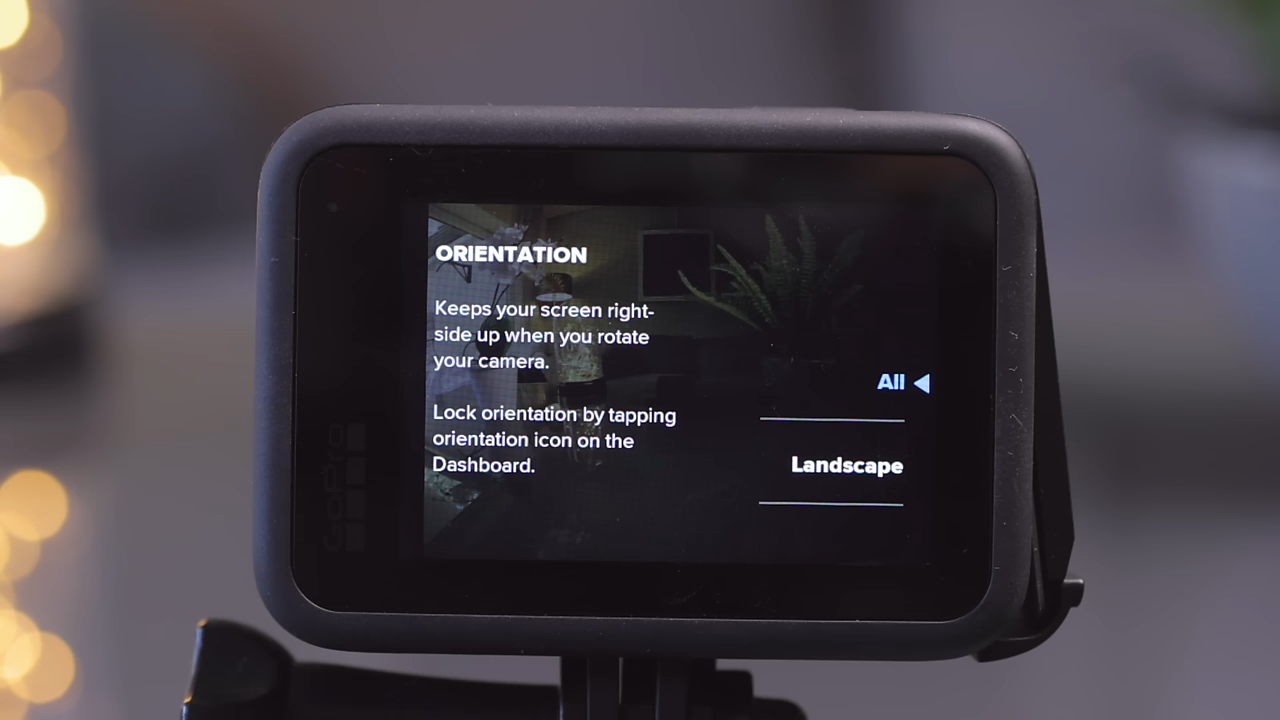 ORIENTATION
Keeps your screen right-
side up when you rotate
your camera.
Lock orientation by tapping
orientation icon on the
Dashboard.
All
Landscape
GoPro